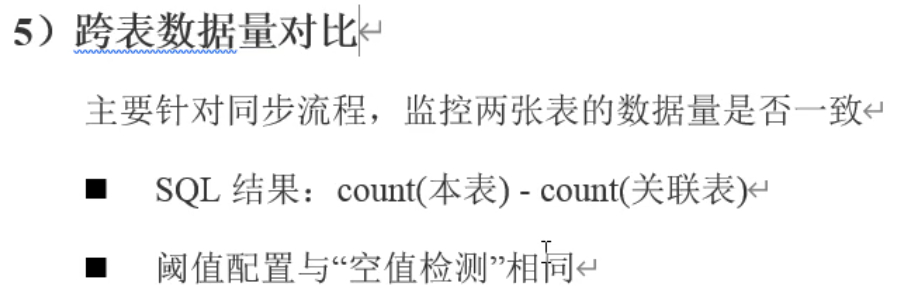 5）跨表数据量对比
主要针对同步流程，监控两张表的数据量是否一致
■ SQL 结果：count(本表) - count(关联表)
■ 阈值配置与“空值检测”相同